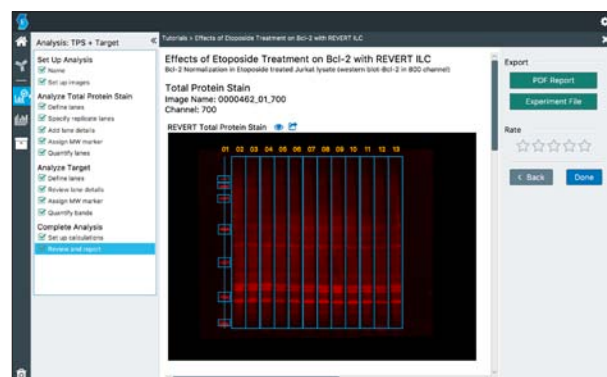 Analysis: TPS + Target
Set Up Analysis
Name
Set up images
Analyze Total Protein Stain
Define lanes
Specify replicate lanes
Add lane details
Assign MW marker
Quantify lanes
Analyze Target
Define lanes
Review lane details
Assign MW marker
Quantify bands
Complete Analysis
Set up calculations
Review and report
Tutorials > Effects of Etoposide Treatment on Bcl-2 with REVERT ILC
Effects of Etoposide Treatment on Bcl-2 with REVERT ILC
Bcl-2 Normalization in Etoposide treated Jurkat lysate (western blot-Bcl-2 in 800 channel)
Total Protein Stain
Image Name: 0000462_01_700
Channel: 700
REVERT Total Protein Stain
01 02 03 04 05 06 07 08 09 10 11 12 13
Export
PDF Report
Experiment File
Rate
< Back
Done